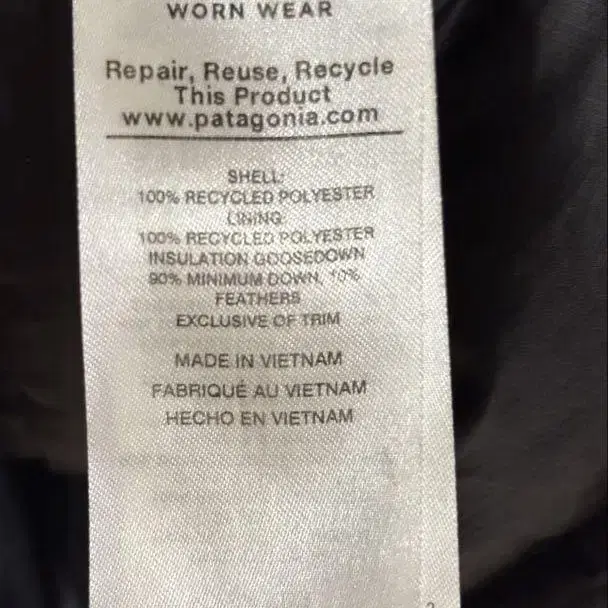 WORN WEAR
Repair, Reuse, Recycle
This Product
www.patagonia.com
SHELL:
100% RECYCLED POLYESTER
LINING:
100% RECYCLED POLYESTER
INSULATION GOOSEDOWN
90% MINIMUM DOWN, 10%
FEATHERS
EXCLUSIVE OF TRIM
MADE IN VIETNAM
FABRIQUÉ AU VIETNAM
HECHO EN VIETNAM